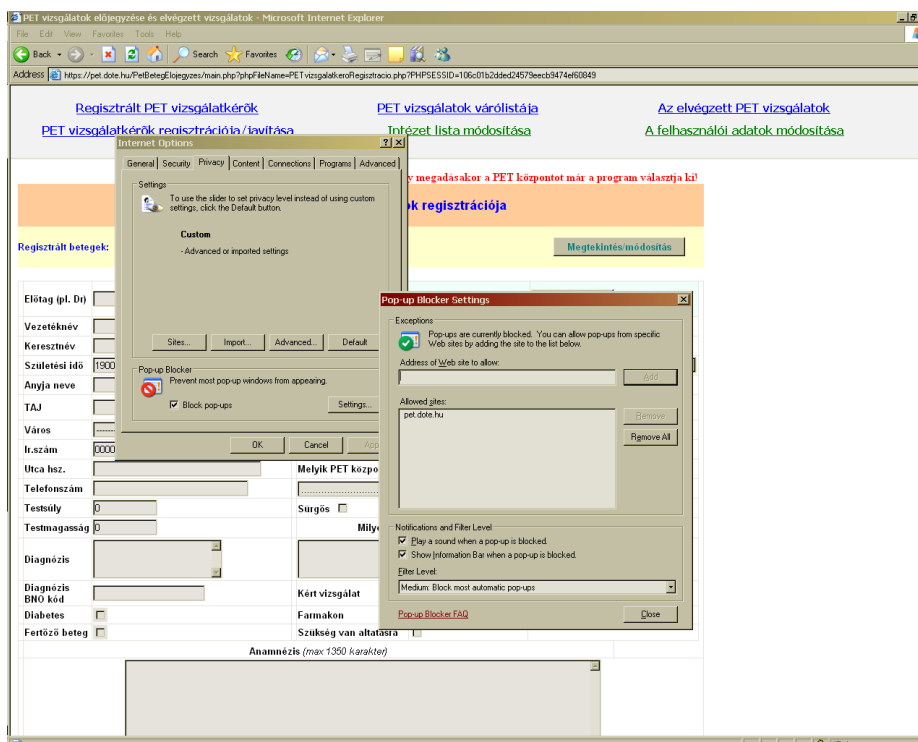 PET vizsgálatok előjegyzése és elvégzett vizsgálatok - Microsoft Internet Explorer
File Edit View Favorites Tools Help
Back Search Favorites
Address https://pet.dote.hu/PetBetegElojegyzes/main.php?phpFileName=PETvizsgalatkeroRegisztracio.php?PHPSESSID=106c01b2dded24579eecb9474ef60849
Regisztrált PET vizsgálatkérők PET vizsgálatok várólistája Az elvégzett PET vizsgálatok
PET vizsgálatkérők regisztrációja/javítása Intézet lista módosítása A felhasználói adatok módosítása
Internet Options
General Security Privacy Content Connections Programs Advanced
y megadásakor a PET központot már a program választja ki!
Settings
To use the slider to set privacy level instead of using custom
settings, click the Default button.
ok regisztrációja
Custom
- Advanced or imported settings
Regisztrált betegek: Megtekintés/módosítás
Sites... Import... Advanced... Default
Pop-up Blocker
Prevent most pop-up windows from appearing.
Block pop-ups Settings...
OK Cancel App
Pop-up Blocker Settings
Exceptions
Pop-ups are currently blocked. You can allow pop-ups from specific
Web sites by adding the site to the list below.
Address of Web site to allow:
Add
Allowed sites:
pet.dote.hu
Remove
Remove All
Notifications and Filter Level
Play a sound when a pop-up is blocked.
Show Information Bar when a pop-up is blocked.
Filter Level:
Medium: Block most automatic pop-ups
Pop-up Blocker FAQ Close
Előtag (pl. Dr)
Vezetéknév
Keresztnév
Születési idő 1900
Anyja neve
TAJ
Város
Ir.szám 0000
Utca hsz. Melyik PET közpo
Telefonszám
Testsúly 0 Sürgős
Testmagasság 0 Milye
Diagnózis
Diagnózis
BNO kód Kért vizsgálat
Diabetes Farmakon
Fertőző beteg Szükség van altatásra
Anamnézis (max 1350 karakter)